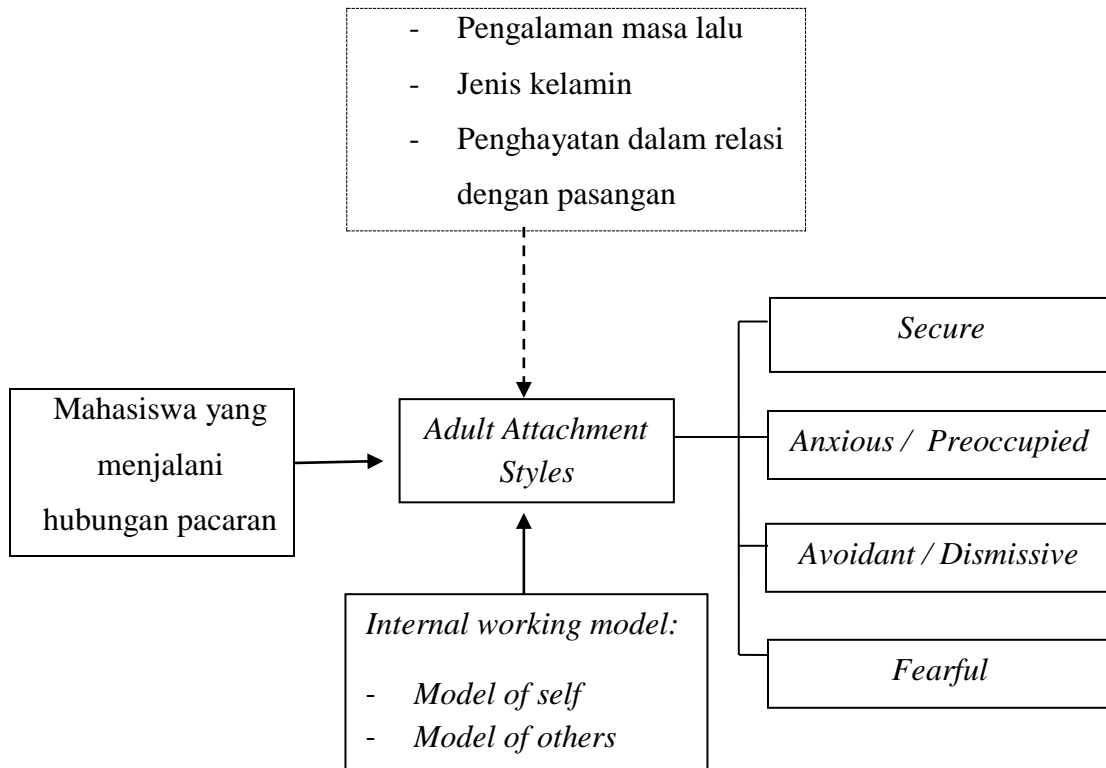 - Pengalaman masa lalu
- Jenis kelamin
- Penghayatan dalam relasi
dengan pasangan
Mahasiswa yang
menjalani
hubungan pacaran
Adult Attachment
Styles
Secure
Anxious / Preoccupied
Avoidant / Dismissive
Fearful
Internal working model:
- Model of self
- Model of others